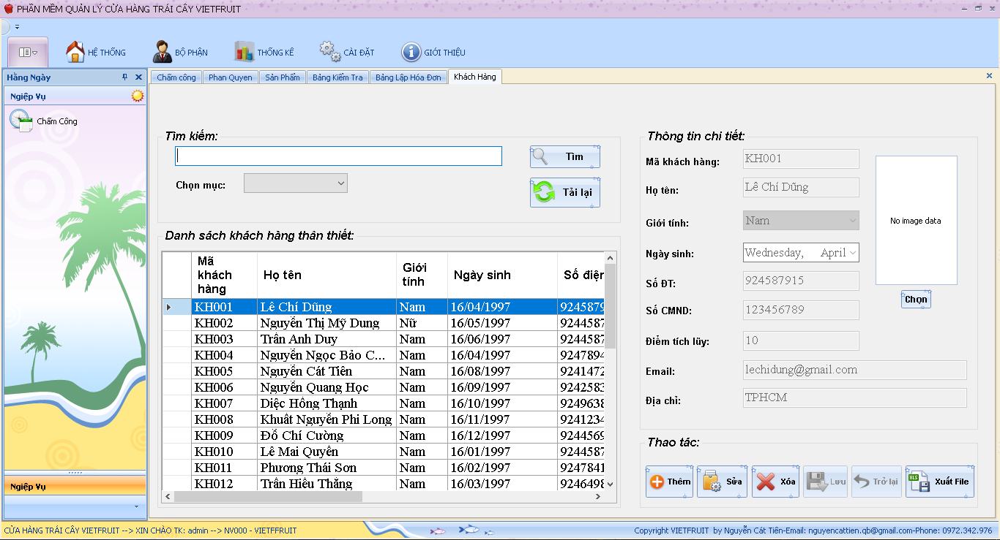 PHẦN MỀM QUẢN LÝ CỬA HÀNG TRÁI CÂY VIETFRUIT
HỆ THỐNG BỘ PHẬN THỐNG KÊ CÀI ĐẶT GIỚI THIỆU
Hằng Ngày
Chấm công Phan Quyen Sản Phẩm Bảng Kiểm Tra Bảng Lập Hóa Đơn Khách Hàng
Ngiệp Vụ
Chấm Công
Tìm kiếm:
Tìm
Chọn mục:
Tải lại
Danh sách khách hàng thân thiết:
Mã khách hàng Họ tên Giới tính Ngày sinh Số điện
KH001 Lê Chí Dũng Nam 16/04/1997 9245879
KH002 Nguyễn Thị Mỹ Dung Nữ 16/05/1997 9244587
KH003 Trần Anh Duy Nam 16/06/1997 9244587
KH004 Nguyễn Ngọc Bảo C... Nam 16/04/1997 9247894
KH005 Nguyễn Cát Tiên Nam 16/08/1997 9241472
KH006 Nguyễn Quang Học Nam 16/09/1997 9242583
KH007 Diệc Hồng Thạnh Nam 16/10/1997 9249638
KH008 Khuất Nguyễn Phi Long Nam 16/11/1997 9241234
KH009 Đỗ Chí Cường Nam 16/12/1997 9244569
KH010 Lê Mai Quyền Nam 16/01/1997 9244587
KH011 Phương Thái Sơn Nam 16/02/1997 9247841
KH012 Trần Hiếu Thắng Nam 16/03/1997 9246498
Thông tin chi tiết:
Mã khách hàng: KH001
Họ tên: Lê Chí Dũng
Giới tính: Nam
Ngày sinh: Wednesday, April
Số ĐT: 924587915
Số CMND: 123456789
Điểm tích lũy: 10
Email: lechidung@gmail.com
Địa chỉ: TPHCM
No image data
Chọn
Thao tác:
Thêm Sửa Xóa Lưu Trở lại XLS Xuất File
Ngiệp Vụ
CỬA HÀNG TRÁI CÂY VIETFRUIT --> XIN CHÀO TK: admin --> NV000 - VIETFFRUIT
Copyright VIETFRUIT by Nguyễn Cát Tiên-Email: nguyencattien.qb@gmail.com-Phone: 0972.342.976